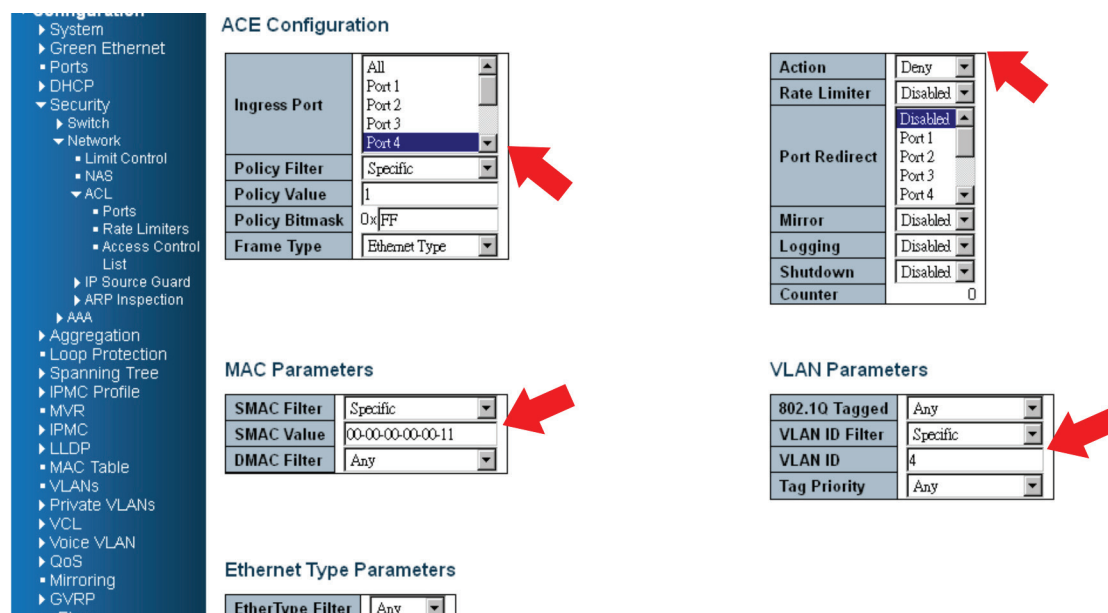 Configuration
System
Green Ethernet
Ports
DHCP
Security
Switch
Network
Limit Control
NAS
ACL
Ports
Rate Limiters
Access Control
List
IP Source Guard
ARP Inspection
AAA
Aggregation
Loop Protection
Spanning Tree
IPMC Profile
MVR
IPMC
LLDP
MAC Table
VLANs
Private VLANs
VCL
Voice VLAN
QoS
Mirroring
GVRP
ACE Configuration
Ingress Port
All
Port 1
Port 2
Port 3
Port 4
Policy Filter Specific
Policy Value 1
Policy Bitmask 0xFF
Frame Type Ethernet Type
Action Deny
Rate Limiter Disabled
Port Redirect
Disabled
Port 1
Port 2
Port 3
Port 4
Mirror Disabled
Logging Disabled
Shutdown Disabled
Counter 0
MAC Parameters
SMAC Filter Specific
SMAC Value 00-00-00-00-00-11
DMAC Filter Any
VLAN Parameters
802.1Q Tagged Any
VLAN ID Filter Specific
VLAN ID 4
Tag Priority Any
Ethernet Type Parameters
EtherType Filter Any